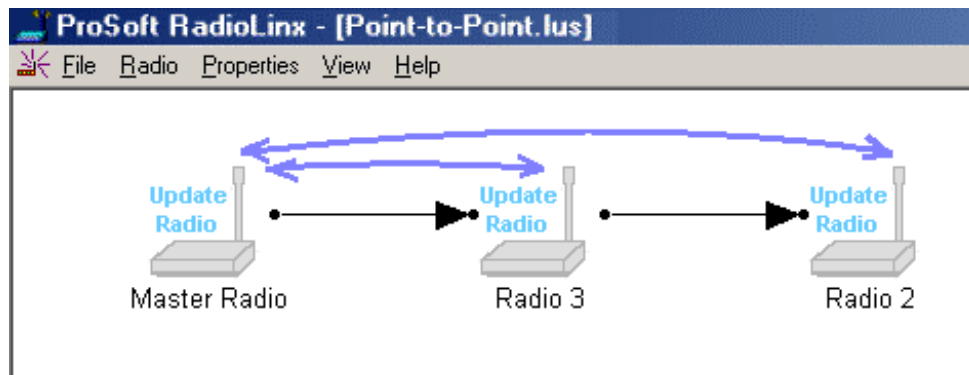 ProSoft RadioLinx - [Point-to-Point.lus]
File Radio Properties View Help
Update Radio
Update Radio
Update Radio
Master Radio
Radio 3
Radio 2